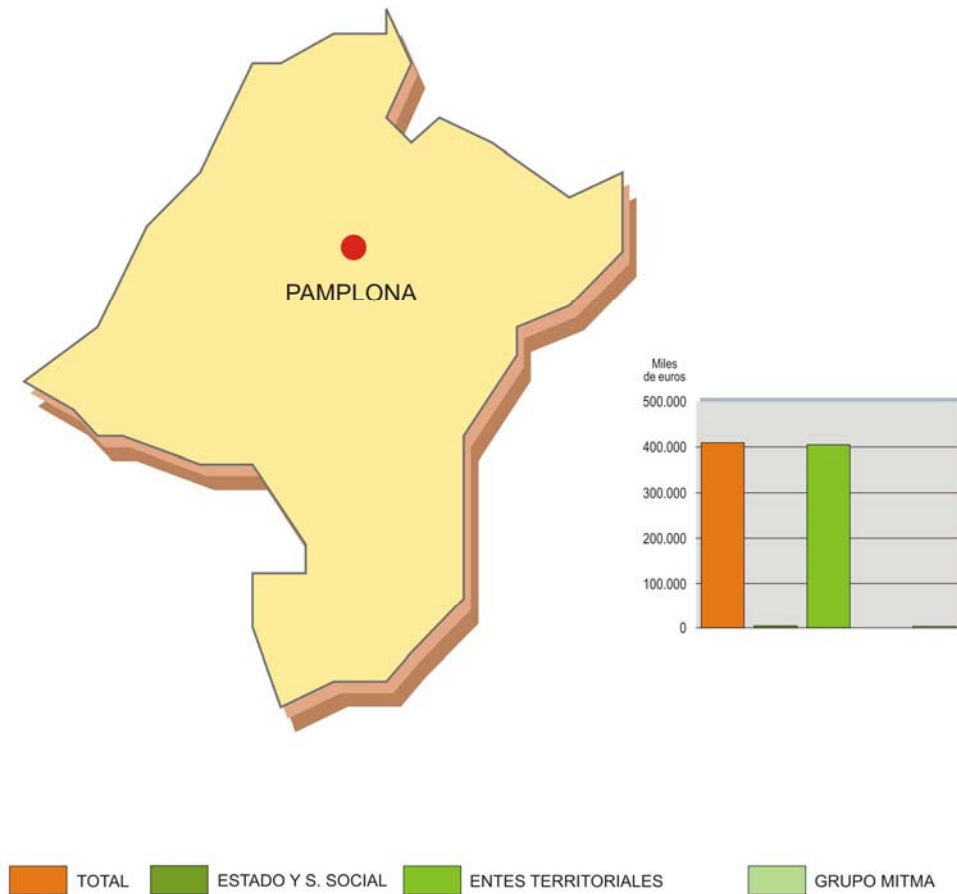 PAMPLONA
Miles
de euros
500.000
400.000
300.000
200.000
100.000
0
TOTAL
ESTADO Y S. SOCIAL
ENTES TERRITORIALES
GRUPO MITMA